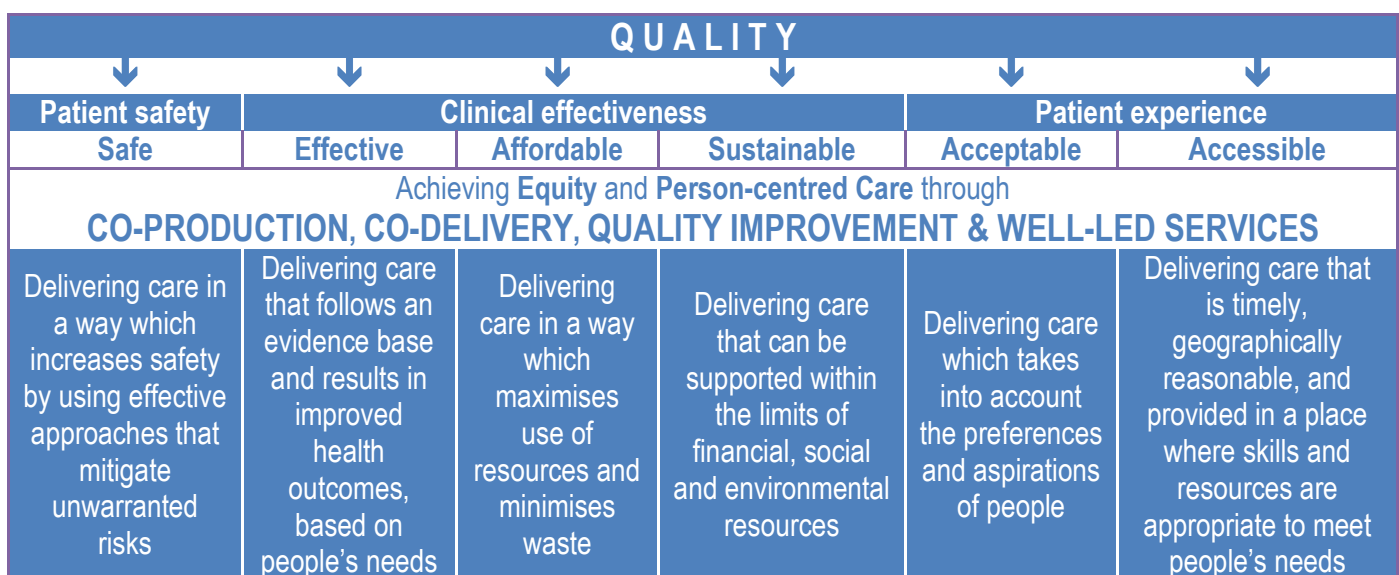 QUALITY
Patient safety Clinical effectiveness Patient experience
Safe Effective Affordable Sustainable Acceptable Accessible
Achieving Equity and Person-centred Care through
CO-PRODUCTION, CO-DELIVERY, QUALITY IMPROVEMENT & WELL-LED SERVICES
Delivering care in
a way which
increases safety
by using effective
approaches that
mitigate
unwarranted
risks
Delivering care
that follows an
evidence base
and results in
improved
health
outcomes,
based on
people's needs
Delivering
care in a way
which
maximises
use of
resources and
minimises
waste
Delivering care
that can be
supported within
the limits of
financial, social
and environmental
resources
Delivering care
which takes
into account
the preferences
and aspirations
of people
Delivering care that
is timely,
geographically
reasonable, and
provided in a place
where skills and
resources are
appropriate to meet
people's needs